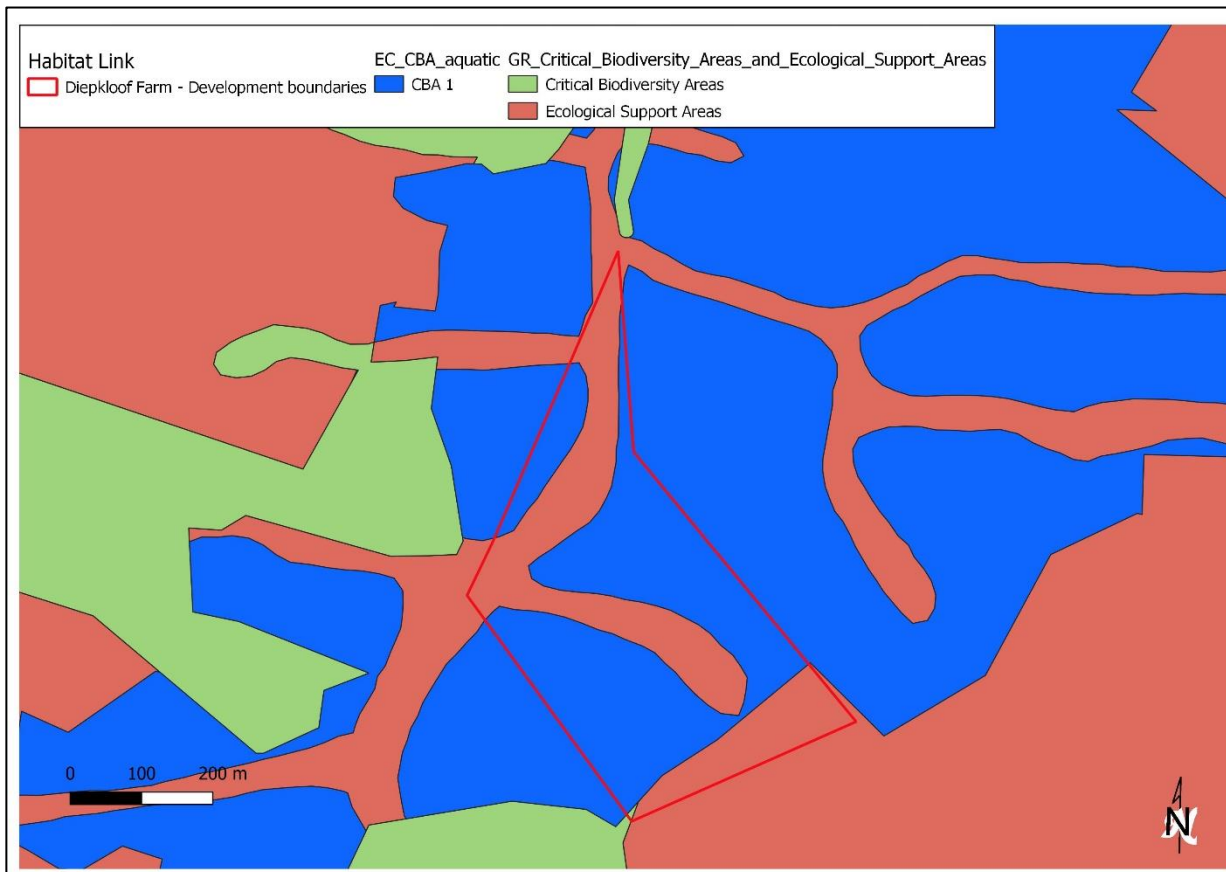 Habitat Link
Diepkloof Farm - Development boundaries
EC_CBA_aquatic
CBA 1
GR_Critical_Biodiversity_Areas_and_Ecological_Support_Areas
Critical Biodiversity Areas
Ecological Support Areas
0 100 200 m
N